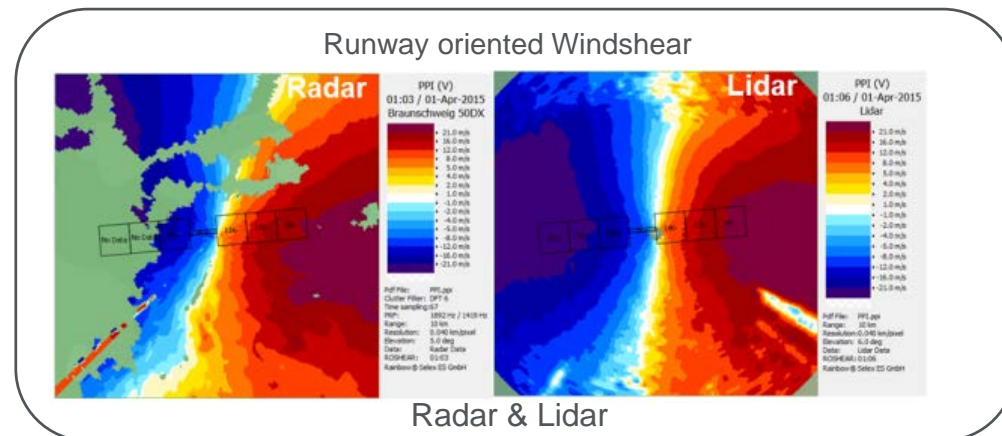 Runway oriented Windshear
Radar
PPI (V)
01:03 / 01-Apr-2015
Braunschweig 50DX
21.0 m/s
16.0 m/s
12.0 m/s
8.0 m/s
5.0 m/s
4.0 m/s
2.0 m/s
1.0 m/s
-1.0 m/s
-2.0 m/s
-4.0 m/s
-5.0 m/s
-8.0 m/s
-12.0 m/s
-16.0 m/s
-21.0 m/s
No Data
No Data
Pdf File: PPI.ppi
Clutter Filter: DFT 6
Time sampling:67
PRF: 1892 Hz / 1419 Hz
Range: 10 km
Resolution: 0.040 km/pixel
Elevation: 5.0 deg
Data: Radar Data
ROSHEAR: 01:03
Rainbow® Selex ES GmbH
Lidar
PPI (V)
01:06 / 01-Apr-2015
Lidar
21.0 m/s
16.0 m/s
12.0 m/s
8.0 m/s
5.0 m/s
4.0 m/s
2.0 m/s
1.0 m/s
-1.0 m/s
-2.0 m/s
-4.0 m/s
-5.0 m/s
-8.0 m/s
-12.0 m/s
-16.0 m/s
-21.0 m/s
Pdf File: PPI.ppi
Range: 10 km
Resolution:0.040 km/pixel
Elevation: 6.0 deg
Data: Lidar Data
ROSHEAR: 01:06
Rainbow® Selex ES GmbH
Radar & Lidar